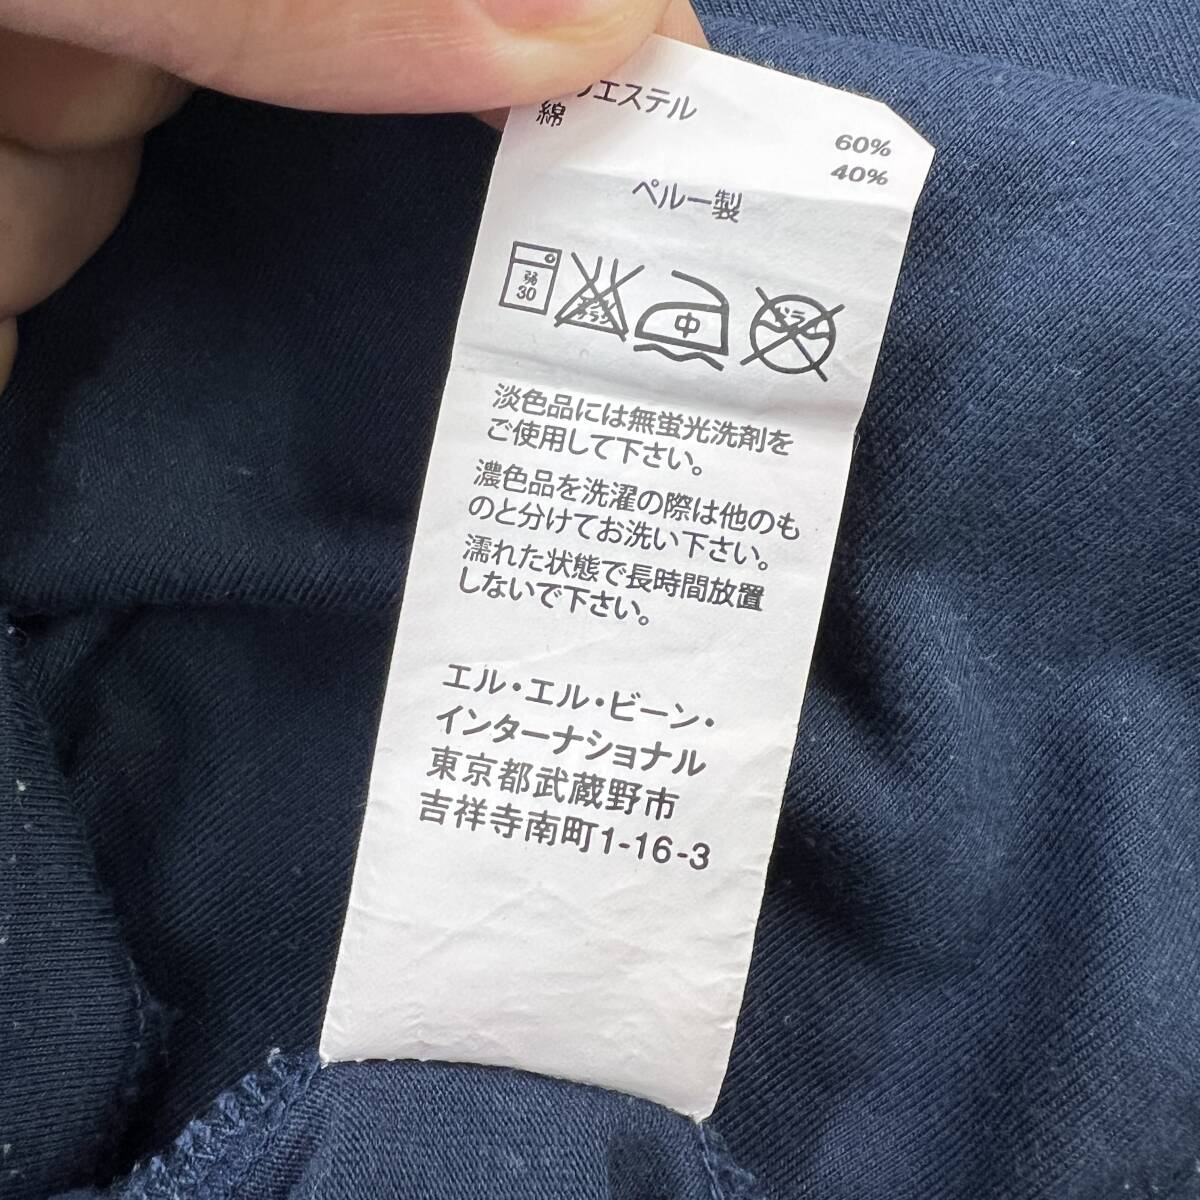 リエステル 60%
綿 40%
ペルー製
弱
30
中
淡色品には無蛍光洗剤を
ご使用して下さい。
濃色品を洗濯の際は他のも
のと分けてお洗い下さい。
濡れた状態で長時間放置
しないで下さい。
エル・エル・ビーン・
インターナショナル
東京都武蔵野市
吉祥寺南町1-16-3